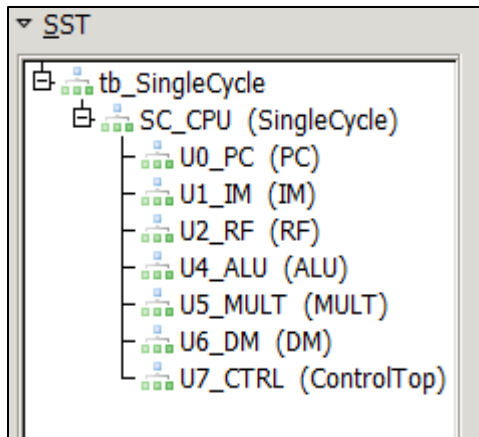 SST
tb_SingleCycle
SC_CPU (SingleCycle)
U0_PC (PC)
U1_IM (IM)
U2_RF (RF)
U4_ALU (ALU)
U5_MULT (MULT)
U6_DM (DM)
U7_CTRL (ControlTop)